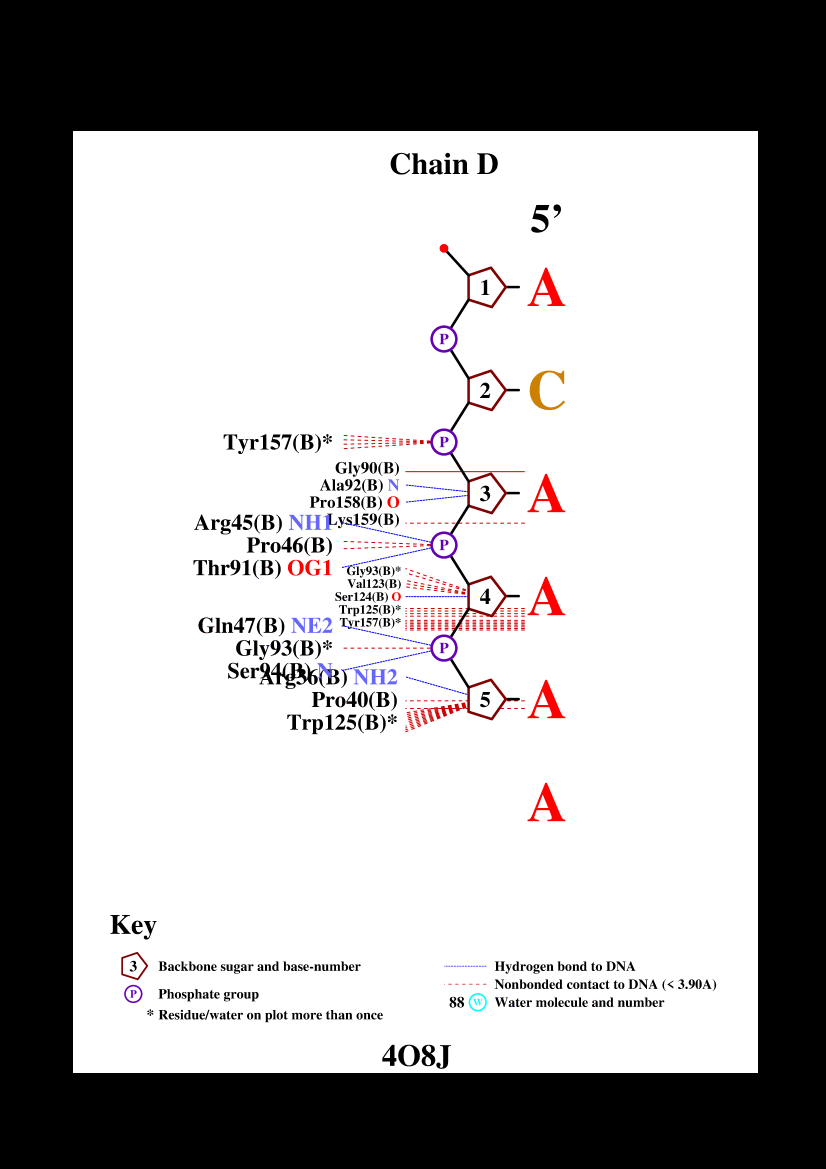 Chain D
5’
1 A
P
2 C
Tyr157(B)* P
Gly90(B)
Ala92(B) N
3 A
Pro158(B) O
Lys159(B)
Arg45(B) NH1
Pro46(B) P
Thr91(B) OG1
Gly93(B)*
Val123(B)
Ser124(B) O
4 A
Trp125(B)*
Tyr157(B)*
Gln47(B) NE2
Gly93(B)* P
Ser94(B) N
Arg36(B) NH2
Pro40(B) 5 A
Trp125(B)*
A
Key
3 Backbone sugar and base-number
P Phosphate group
* Residue/water on plot more than once
Hydrogen bond to DNA
Nonbonded contact to DNA (< 3.90A)
88 W Water molecule and number
4O8J